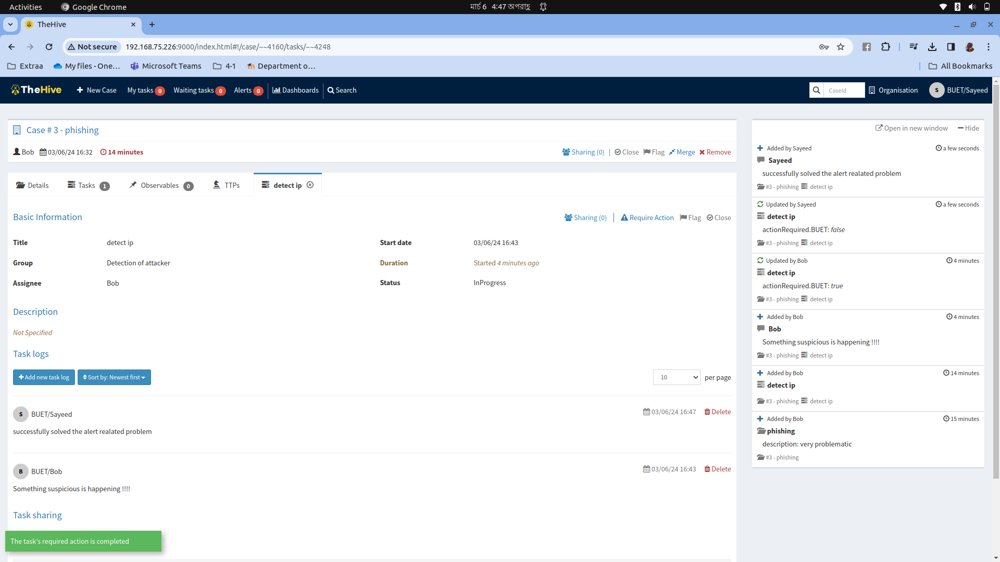 Activities Google Chrome মার্চ 6 4:47 অপরাহ্ণ
TheHive
Not secure 192.168.75.226:9000/index.html#!/case/~~4160/tasks/~~4248
Extraa My files - One... Microsoft Teams 4-1 Department o... All Bookmarks
TheHive New Case My tasks 0 Waiting tasks 0 Alerts 0 Dashboards Search CaseId Organisation S BUET/Sayeed
Case # 3 - phishing
Bob 03/06/24 16:32 14 minutes Sharing (0) | Close Flag Merge Remove
Details Tasks 1 Observables 0 TTPs detect ip
Basic Information Sharing (0) | Require Action Flag Close
Title detect ip Start date 03/06/24 16:43
Group Detection of attacker Duration Started 4 minutes ago
Assignee Bob Status InProgress
Description
Not Specified
Task logs
Add new task log Sort by: Newest first 10 per page
S BUET/Sayeed 03/06/24 16:47 Delete
successfully solved the alert realated problem
B BUET/Bob 03/06/24 16:43 Delete
Something suspicious is happening !!!!
Task sharing
The task's required action is completed
Open in new window Hide
Added by Sayeed a few seconds
Sayeed
successfully solved the alert realated problem
#3 - phishing detect ip
Updated by Sayeed a few seconds
detect ip
actionRequired.BUET: false
#3 - phishing detect ip
Updated by Bob 4 minutes
detect ip
actionRequired.BUET: true
#3 - phishing detect ip
Added by Bob 4 minutes
Bob
Something suspicious is happening !!!!
#3 - phishing detect ip
Added by Bob 14 minutes
detect ip
#3 - phishing detect ip
Added by Bob 15 minutes
phishing
description: very problematic
#3 - phishing